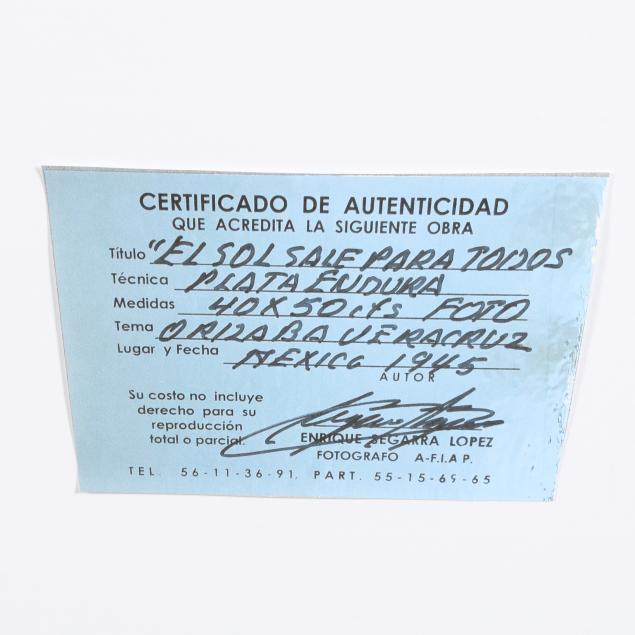 CERTIFICADO DE AUTENTICIDAD
QUE ACREDITA LA SIGUIENTE OBRA
Título "EL SOL SALE PARA TODOS
Técnica PLATA ENDURA
Medidas 40X50 cts FOTO
Tema ORIZABA VERACRUZ
Lugar y Fecha MEXICO 1945
AUTOR
Su costo no incluye
derecho para su
reproducción
total o parcial.
ENRIQUE SEGARRA LOPEZ
FOTOGRAFO A-F.I.A P.
TEL. 56-11-36-91, PART. 55-15-69-65